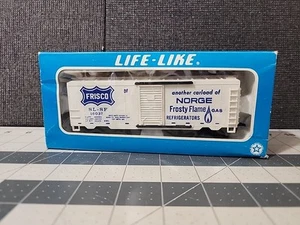 LIFE-LIKE®
FRISCO
SL-SF
another carload of
NORGE
Frosty Flame GAS
REFRIGERATORS